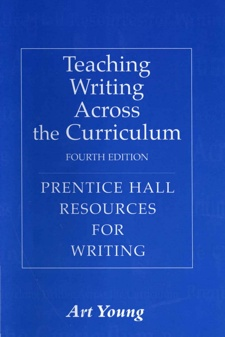 Teaching
Writing
Across
the Curriculum
FOURTH EDITION
PRENTICE HALL
RESOURCES
FOR
WRITING
Art Young